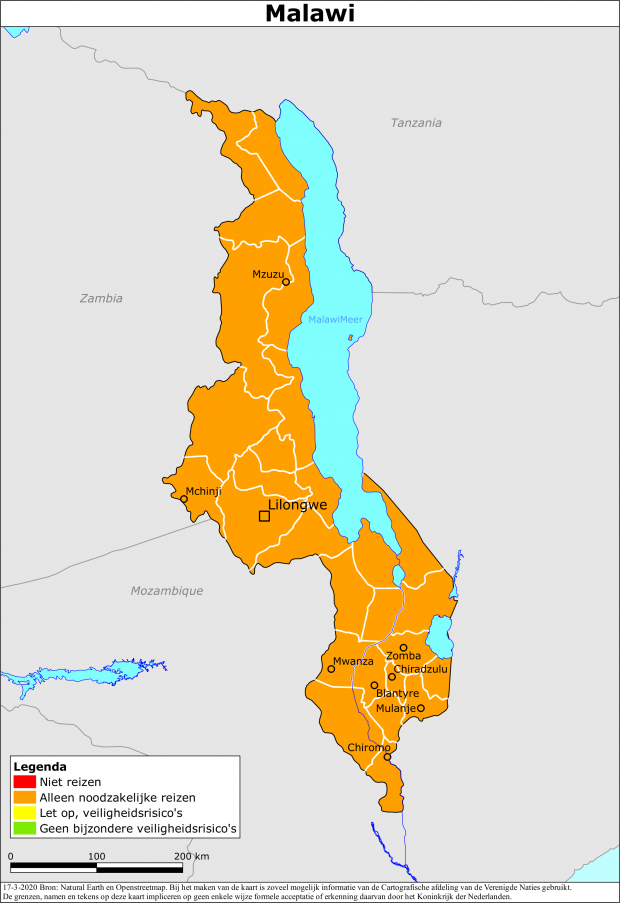 Malawi
Tanzania
Mzuzu
Zambia
MalawiMeer
Mchinji
Lilongwe
Mozambique
Zomba
Mwanza
Chiradzulu
Blantyre
Mulanje
Chiromo
Legenda
Niet reizen
Alleen noodzakelijke reizen
Let op, veiligheidsrisico's
Geen bijzondere veiligheidsrisico's
0 100 200 km
17-3-2020 Bron: Natural Earth en Openstreetmap. Bij het maken van de kaart is zoveel mogelijk informatie van de Cartografische afdeling van de Verenigde Naties gebruikt.
De grenzen, namen en tekens op deze kaart impliceren op geen enkele wijze formele acceptatie of erkenning daarvan door het Koninkrijk der Nederlanden.